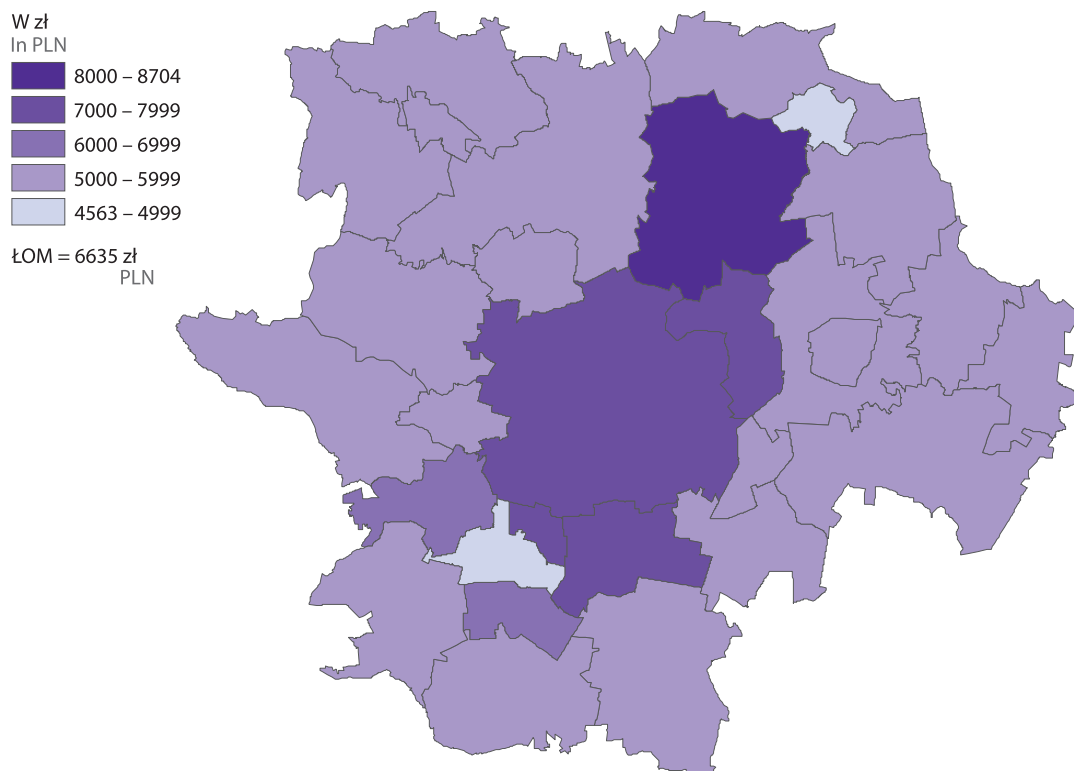 W zł
In PLN
8000 – 8704
7000 – 7999
6000 – 6999
5000 – 5999
4563 – 4999
ŁOM = 6635 zł
PLN